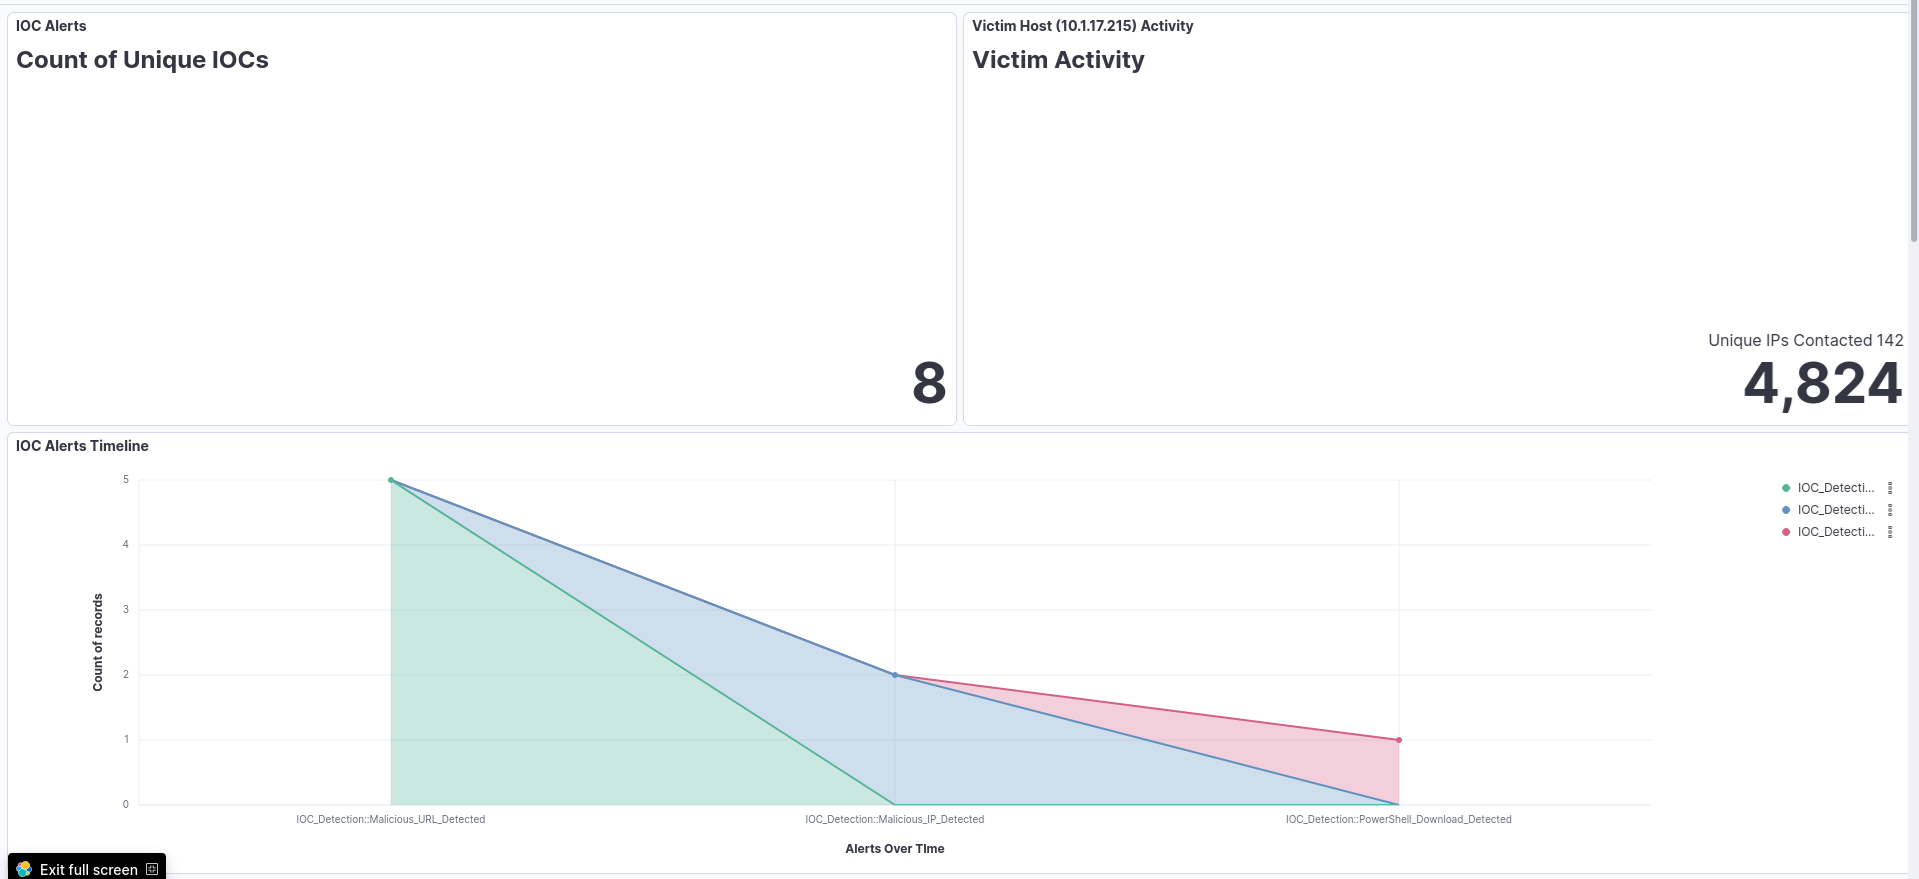 IOC Alerts
Count of Unique IOCs
8
Victim Host (10.1.17.215) Activity
Victim Activity
Unique IPs Contacted 142
4,824
IOC Alerts Timeline
Count of records
5
4
3
2
1
0
IOC_Detection::Malicious_URL_Detected
IOC_Detection::Malicious_IP_Detected
IOC_Detection::PowerShell_Download_Detected
Alerts Over TIme
IOC_Detecti...
IOC_Detecti...
IOC_Detecti...
Exit full screen